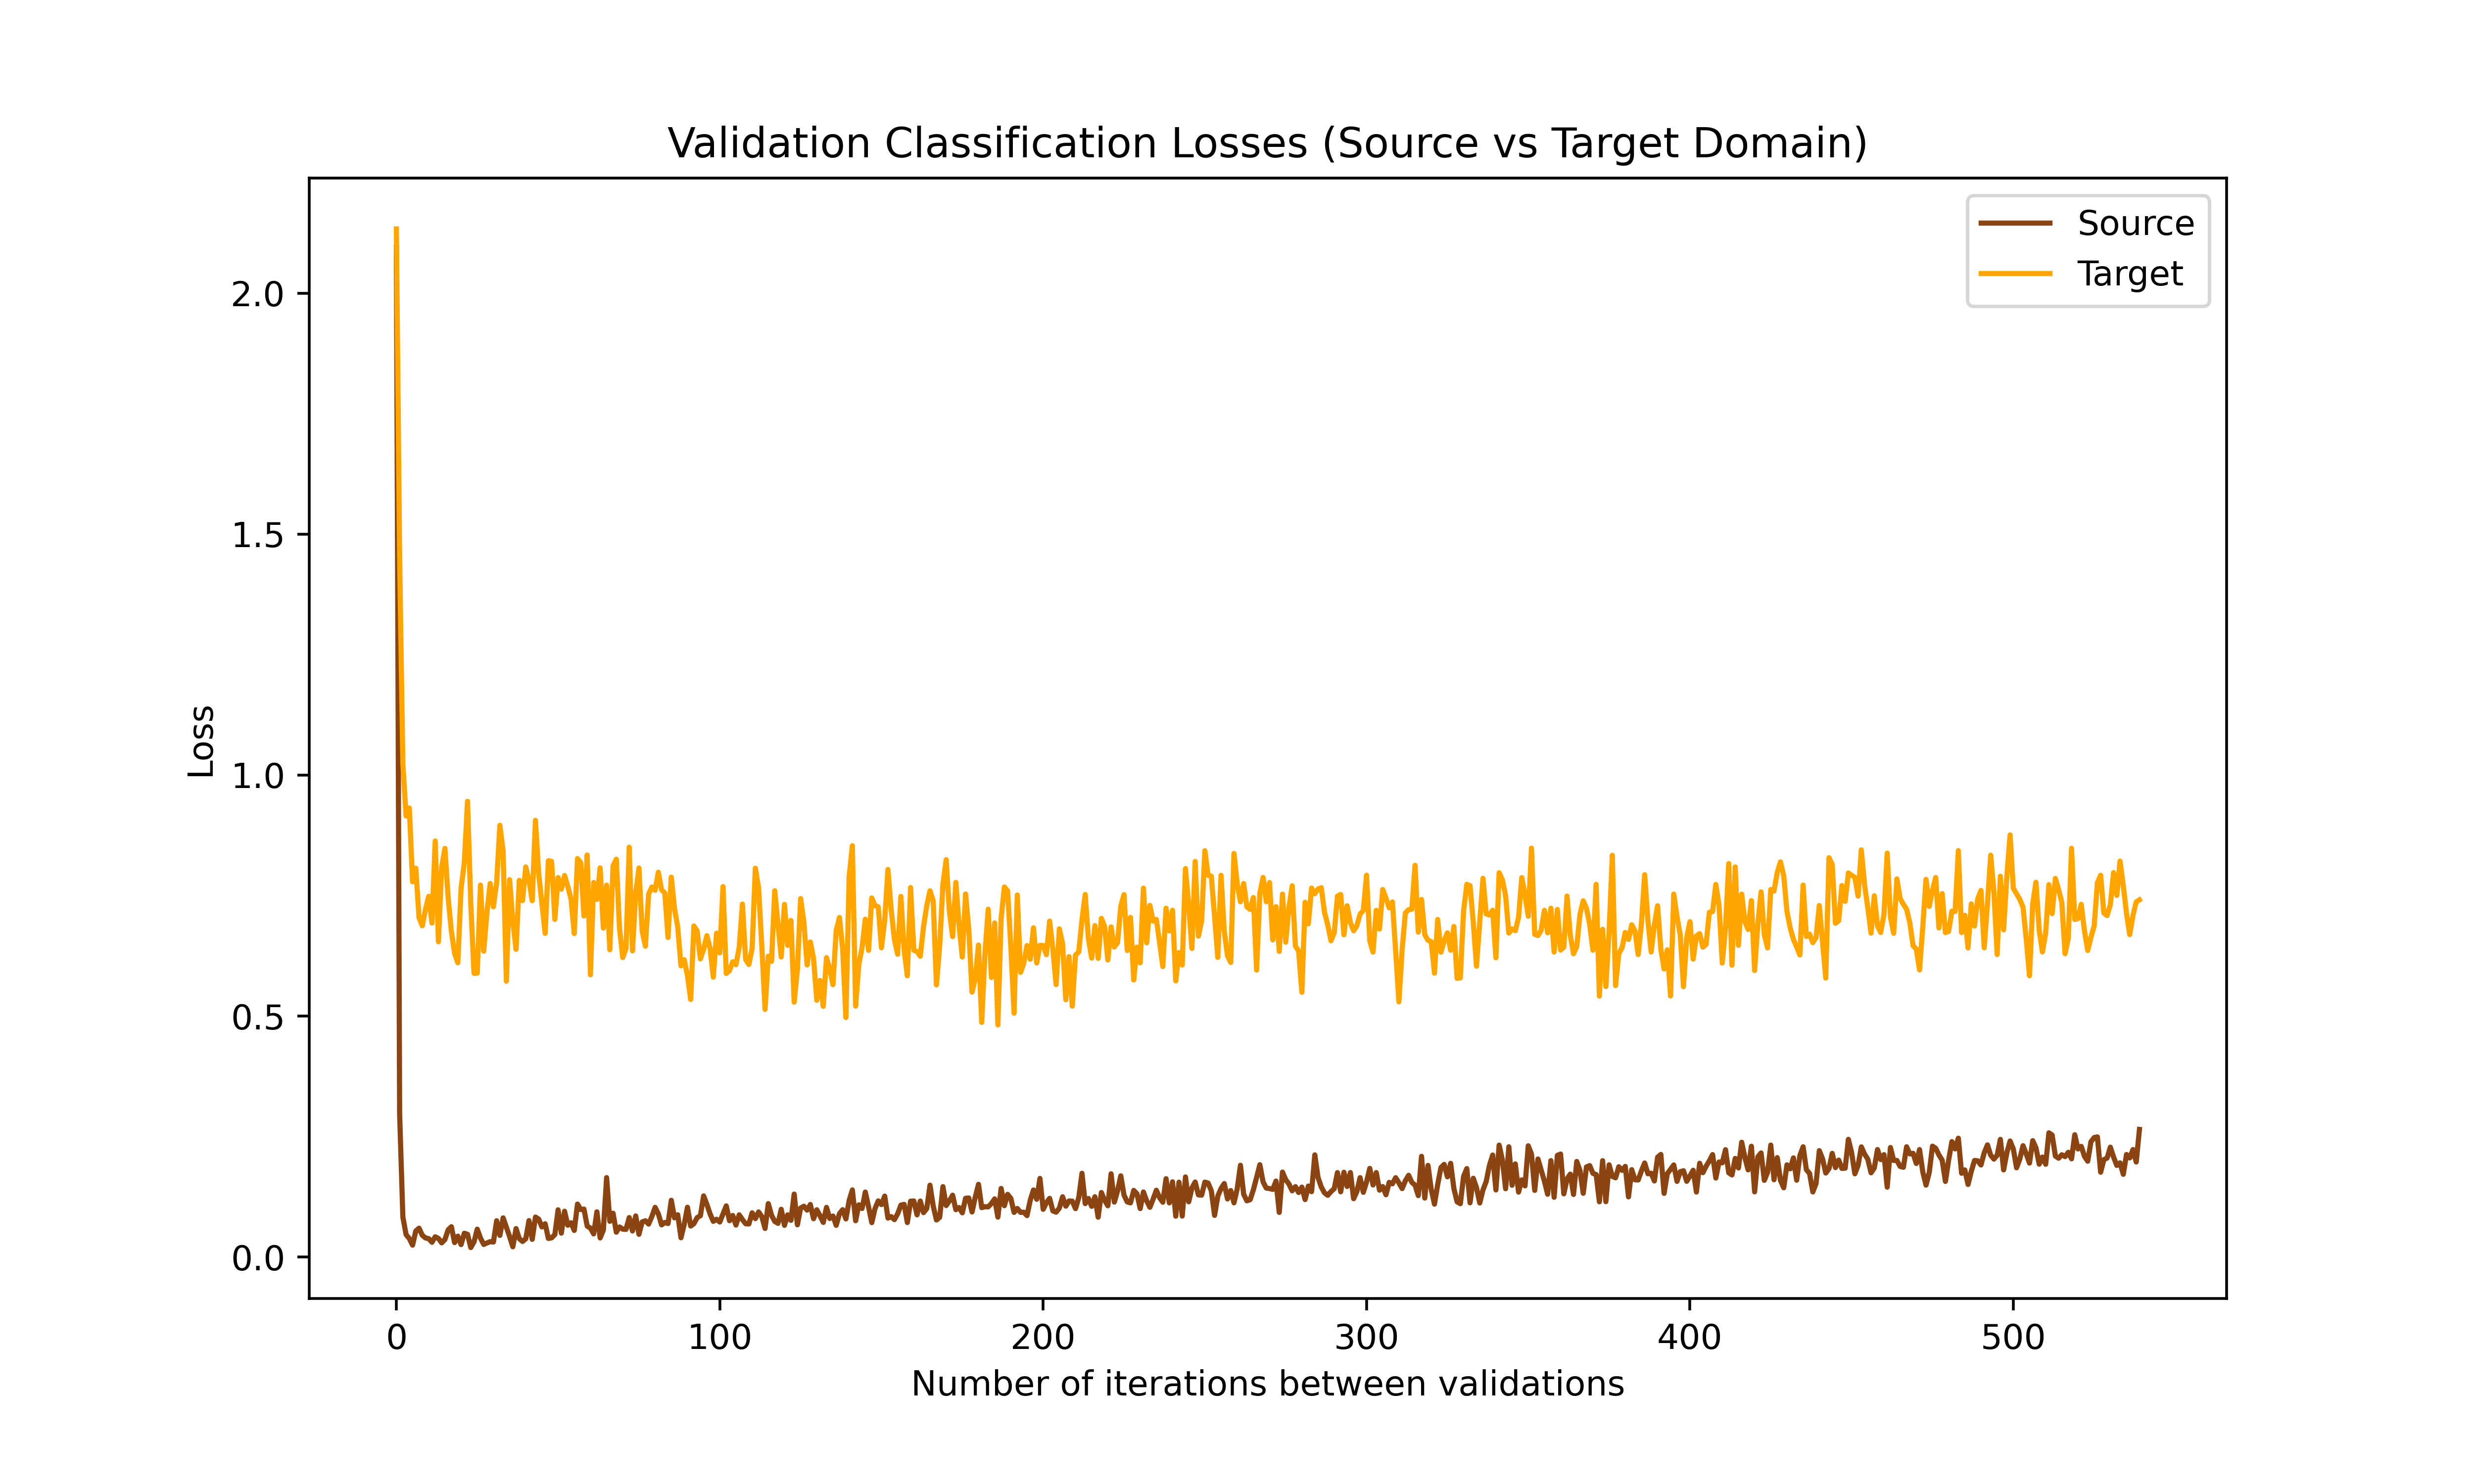 Validation Classification Losses (Source vs Target Domain)
Source
Target
2.0
1.5
1.0
0.5
0.0
Loss
0 100 200 300 400 500
Number of iterations between validations